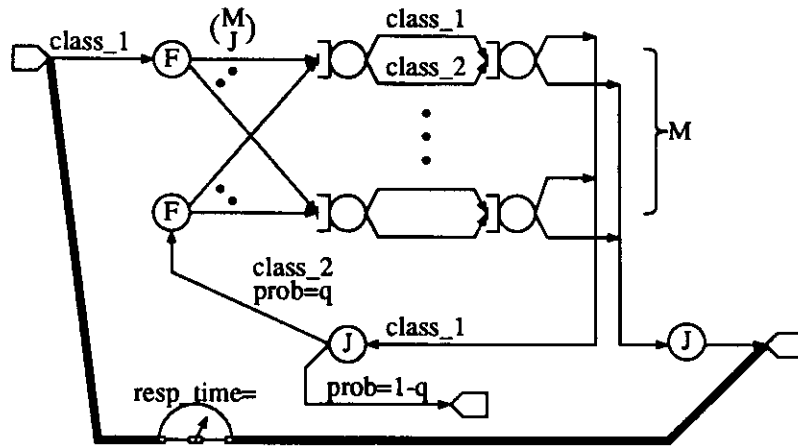 class_1
F
(M
J)
class_1
class_2
M
F
class_2
prob=q
J
class_1
J
prob=1-q
resp_time=